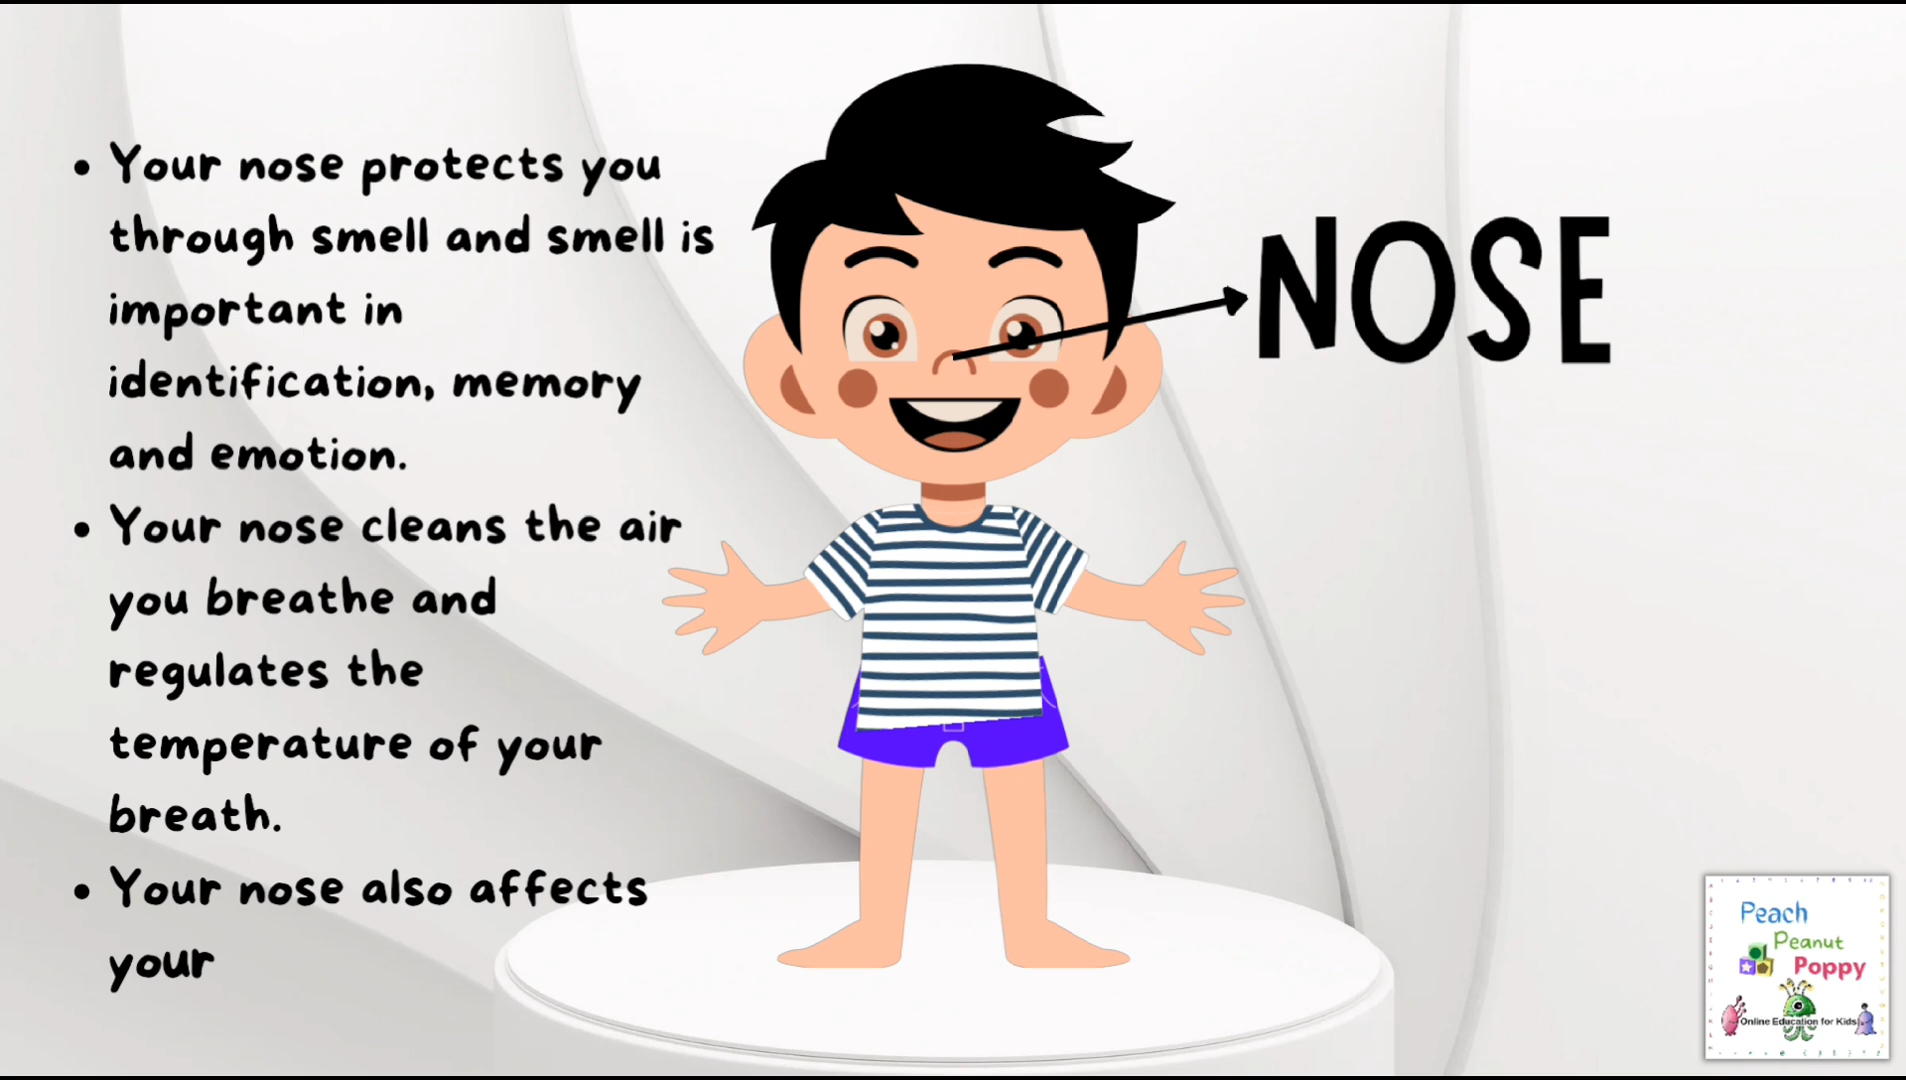 • Your nose protects you
through smell and smell is
important in
identification, memory
and emotion.
• Your nose cleans the air
you breathe and
regulates the
temperature of your
breath.
• Your nose also affects
your
NOSE
Peach
Peanut
Poppy
Online Education for Kids